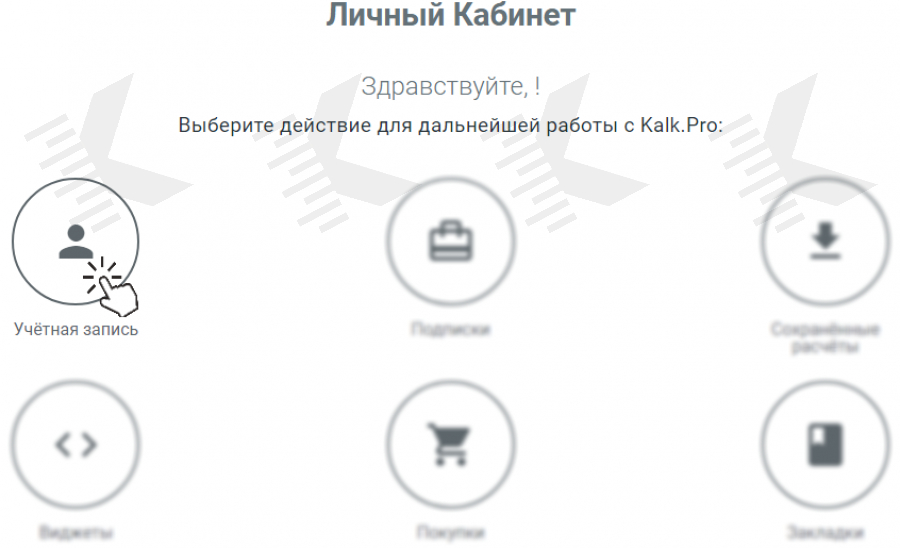 Личный Кабинет
Здравствуйте, !
Выберите действие для дальнейшей работы с Kalk.Pro:
Учётная запись
Подписки
Сохранённые
расчёты
Виджеты
Покупки
Закладки